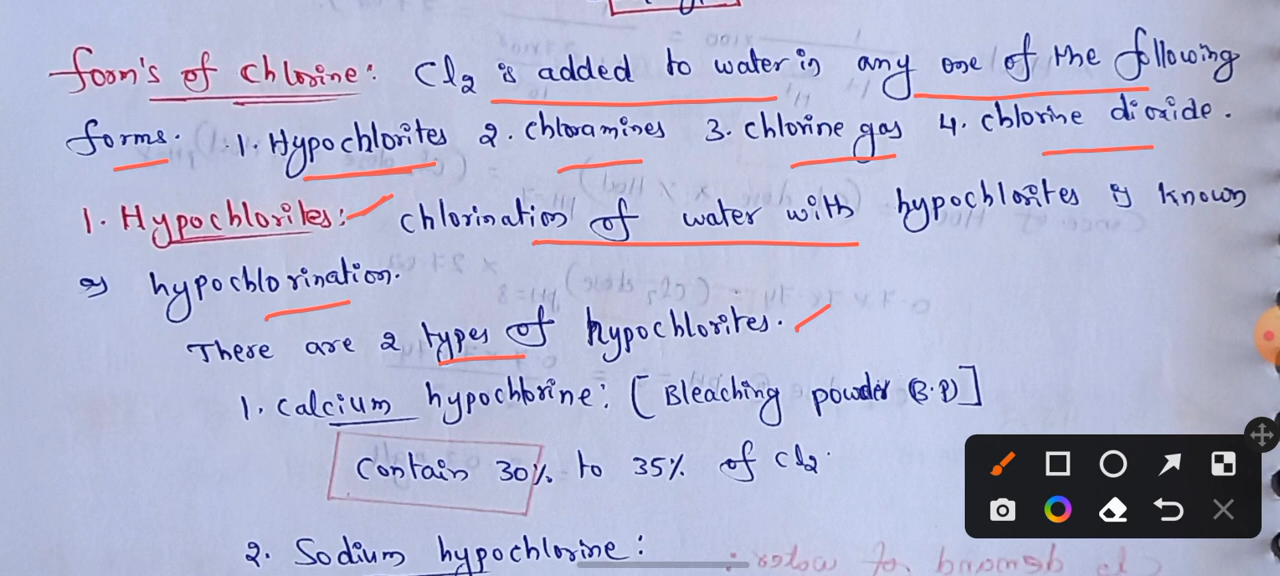 form's of chlorine: Cl2 is added to water in any one of the following
forms. 1. Hypochlorites 2. chloramines 3. chlorine gas 4. chlorine dioxide.
1. Hypochlorites: chlorination of water with hypochlorites is known
as hypochlorination.
There are 2 types of hypochlorites.
1. Calcium hypochlorine: [Bleaching powder (B.P)]
Contain 30% to 35% of Cl2.
2. Sodium hypochlorine: